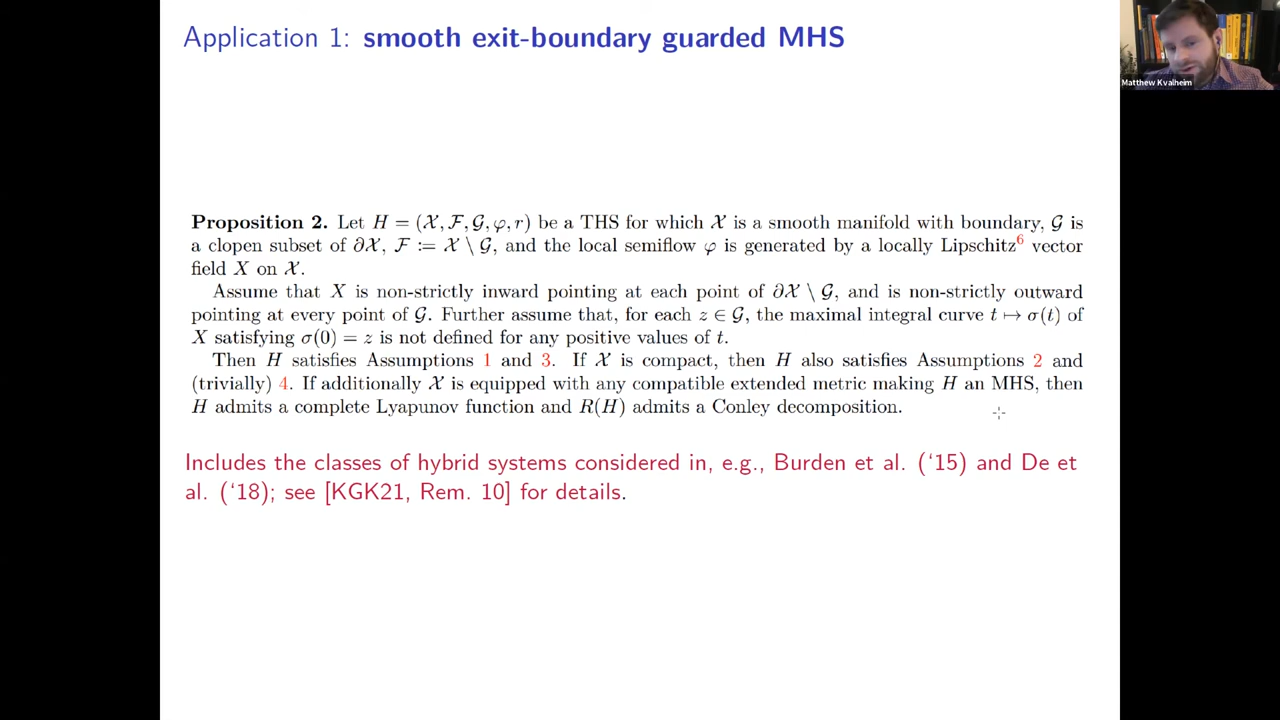 Application 1: smooth exit-boundary guarded MHS
Matthew Kvalheim
Proposition 2. Let H = (𝒳, ℱ, 𝒢, φ, r) be a THS for which 𝒳 is a smooth manifold with boundary, 𝒢 is
a clopen subset of ∂𝒳, ℱ := 𝒳 \ 𝒢, and the local semiflow φ is generated by a locally Lipschitz⁶ vector
field X on 𝒳.
Assume that X is non-strictly inward pointing at each point of ∂𝒳 \ 𝒢, and is non-strictly outward
pointing at every point of 𝒢. Further assume that, for each z ∈ 𝒢, the maximal integral curve t ↦ σ(t) of
X satisfying σ(0) = z is not defined for any positive values of t.
Then H satisfies Assumptions 1 and 3. If 𝒳 is compact, then H also satisfies Assumptions 2 and
(trivially) 4. If additionally 𝒳 is equipped with any compatible extended metric making H an MHS, then
H admits a complete Lyapunov function and R(H) admits a Conley decomposition.
Includes the classes of hybrid systems considered in, e.g., Burden et al. (‘15) and De et
al. (‘18); see [KGK21, Rem. 10] for details.